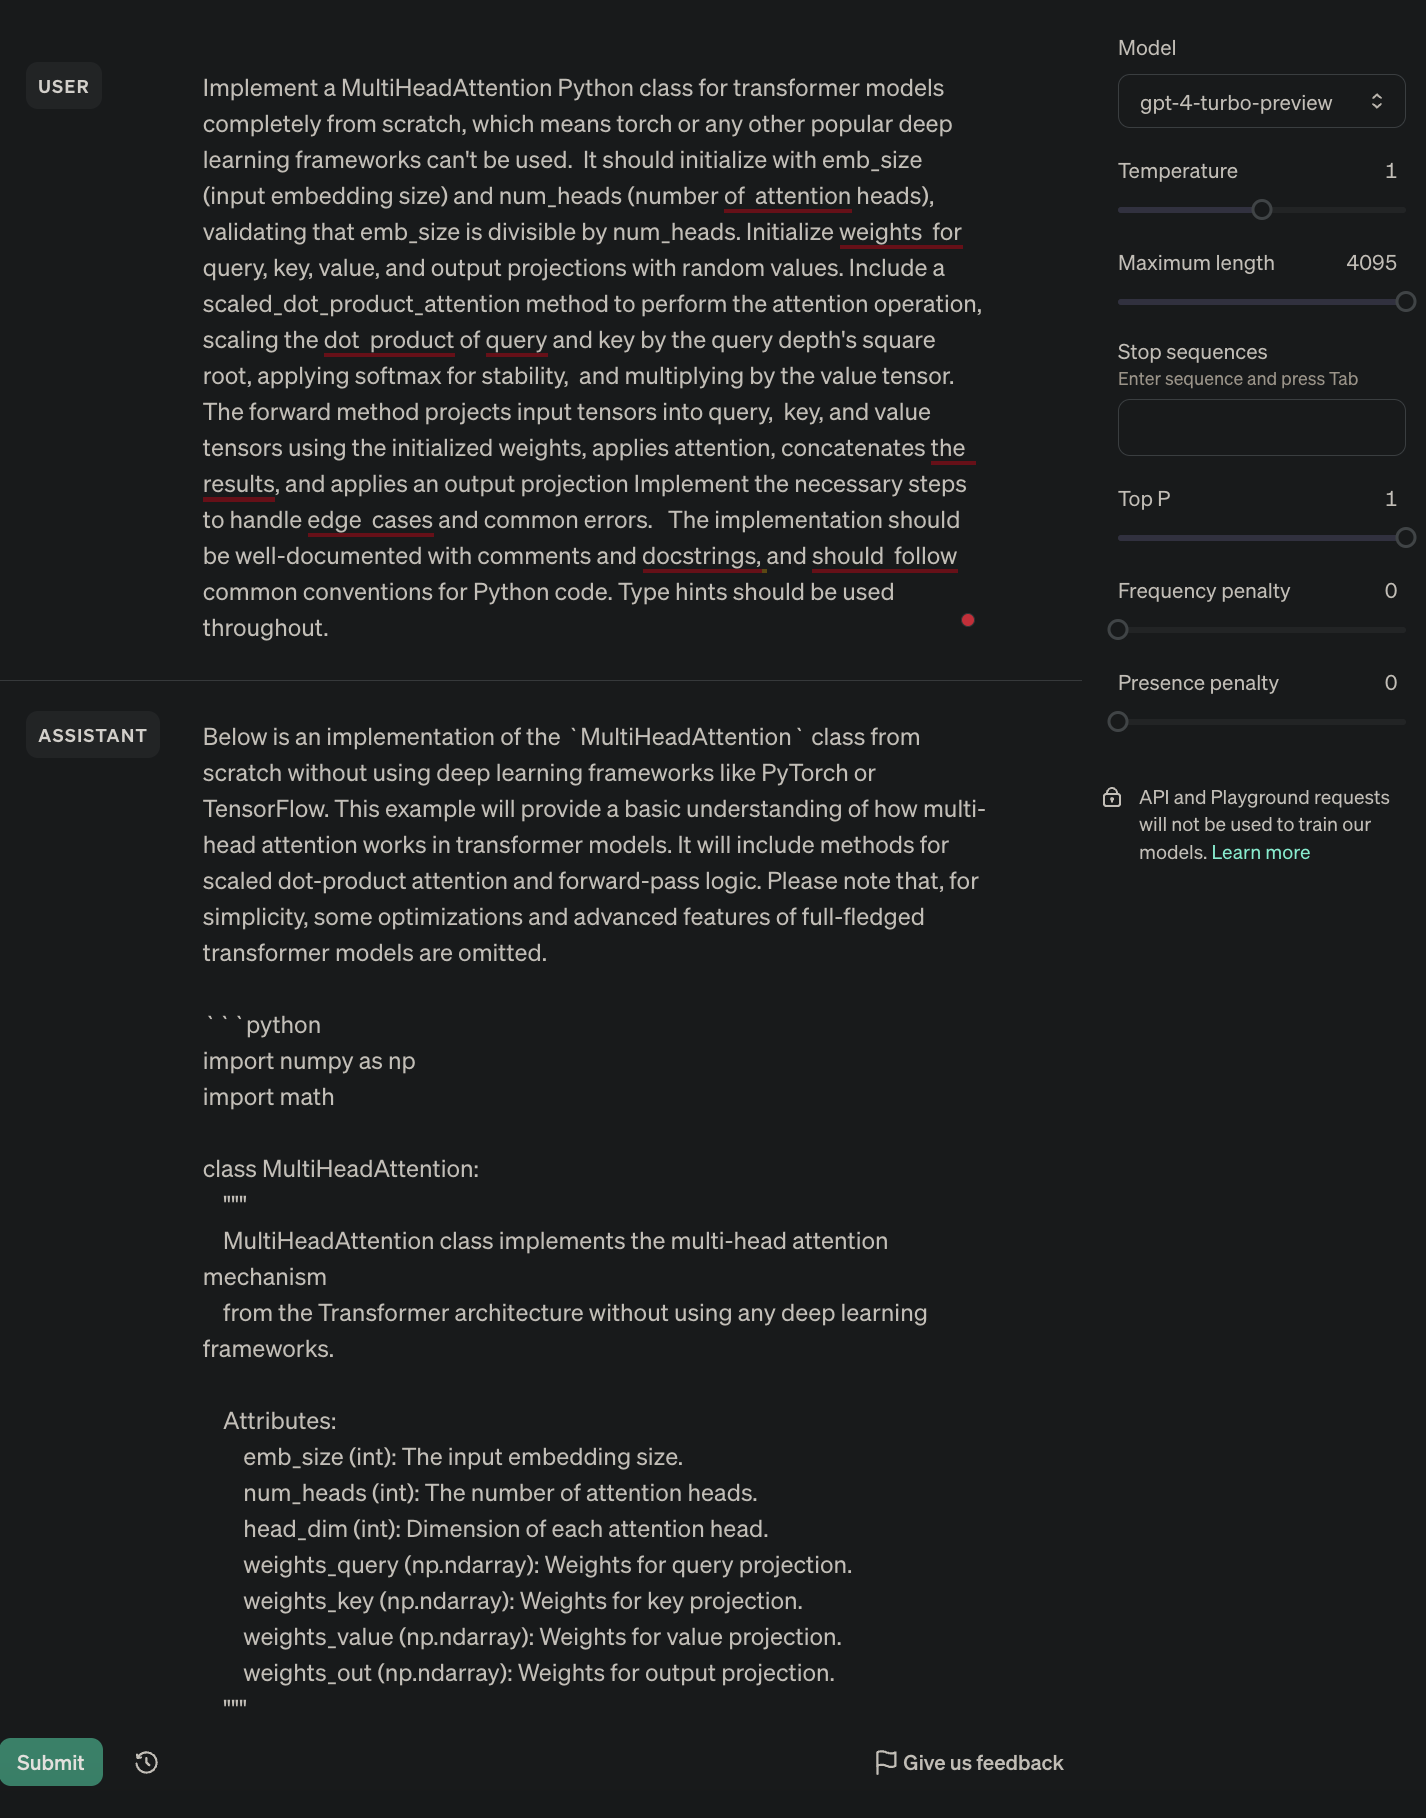 USER
Implement a MultiHeadAttention Python class for transformer models
completely from scratch, which means torch or any other popular deep
learning frameworks can't be used.  It should initialize with emb_size
(input embedding size) and num_heads (number of  attention heads),
validating that emb_size is divisible by num_heads. Initialize weights  for
query, key, value, and output projections with random values. Include a
scaled_dot_product_attention method to perform the attention operation,
scaling the dot  product of query and key by the query depth's square
root, applying softmax for stability,  and multiplying by the value tensor.
The forward method projects input tensors into query,  key, and value
tensors using the initialized weights, applies attention, concatenates the
results, and applies an output projection Implement the necessary steps
to handle edge  cases and common errors.   The implementation should
be well-documented with comments and docstrings, and should  follow
common conventions for Python code. Type hints should be used
throughout.
ASSISTANT
Below is an implementation of the `MultiHeadAttention` class from
scratch without using deep learning frameworks like PyTorch or
TensorFlow. This example will provide a basic understanding of how multi-
head attention works in transformer models. It will include methods for
scaled dot-product attention and forward-pass logic. Please note that, for
simplicity, some optimizations and advanced features of full-fledged
transformer models are omitted.
```python
import numpy as np
import math
class MultiHeadAttention:
"""
MultiHeadAttention class implements the multi-head attention
mechanism
from the Transformer architecture without using any deep learning
frameworks.
Attributes:
emb_size (int): The input embedding size.
num_heads (int): The number of attention heads.
head_dim (int): Dimension of each attention head.
weights_query (np.ndarray): Weights for query projection.
weights_key (np.ndarray): Weights for key projection.
weights_value (np.ndarray): Weights for value projection.
weights_out (np.ndarray): Weights for output projection.
"""
Submit
Give us feedback
Model
gpt-4-turbo-preview
Temperature 1
Maximum length 4095
Stop sequences
Enter sequence and press Tab
Top P 1
Frequency penalty 0
Presence penalty 0
API and Playground requests
will not be used to train our
models. Learn more